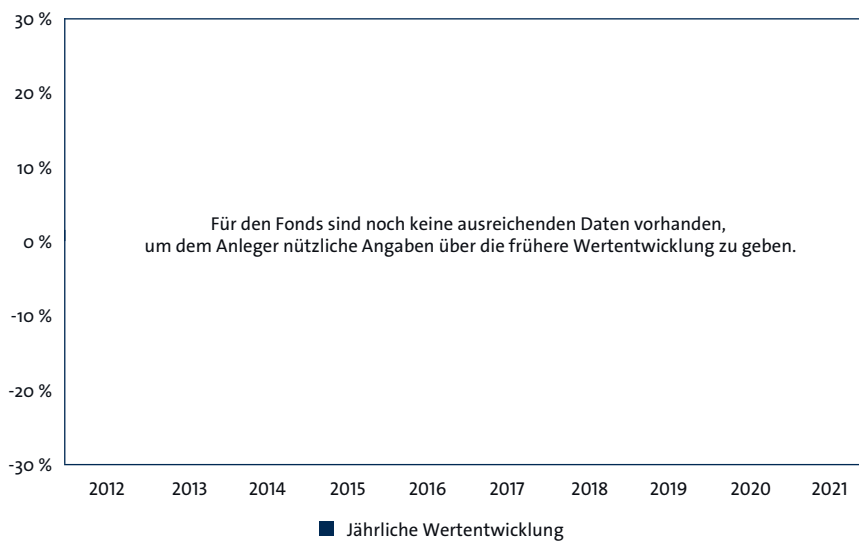 30 %
20 %
10 %
0 %
-10 %
-20 %
-30 %
Für den Fonds sind noch keine ausreichenden Daten vorhanden,
um dem Anleger nützliche Angaben über die frühere Wertentwicklung zu geben.
2012 2013 2014 2015 2016 2017 2018 2019 2020 2021
Jährliche Wertentwicklung